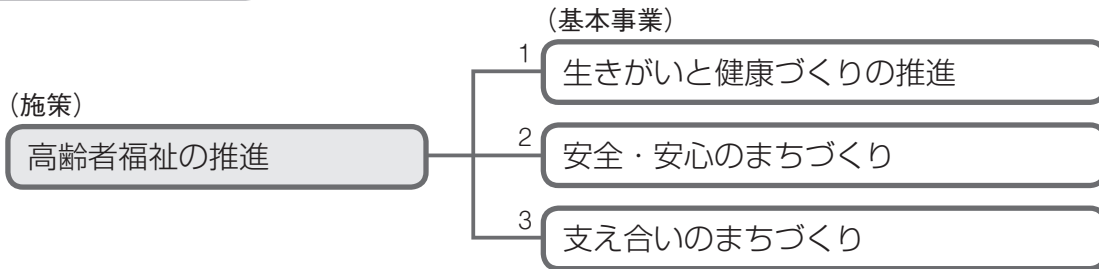 （基本事業）
1
生きがいと健康づくりの推進
（施策）
高齢者福祉の推進
2
安全・安心のまちづくり
3
支え合いのまちづくり